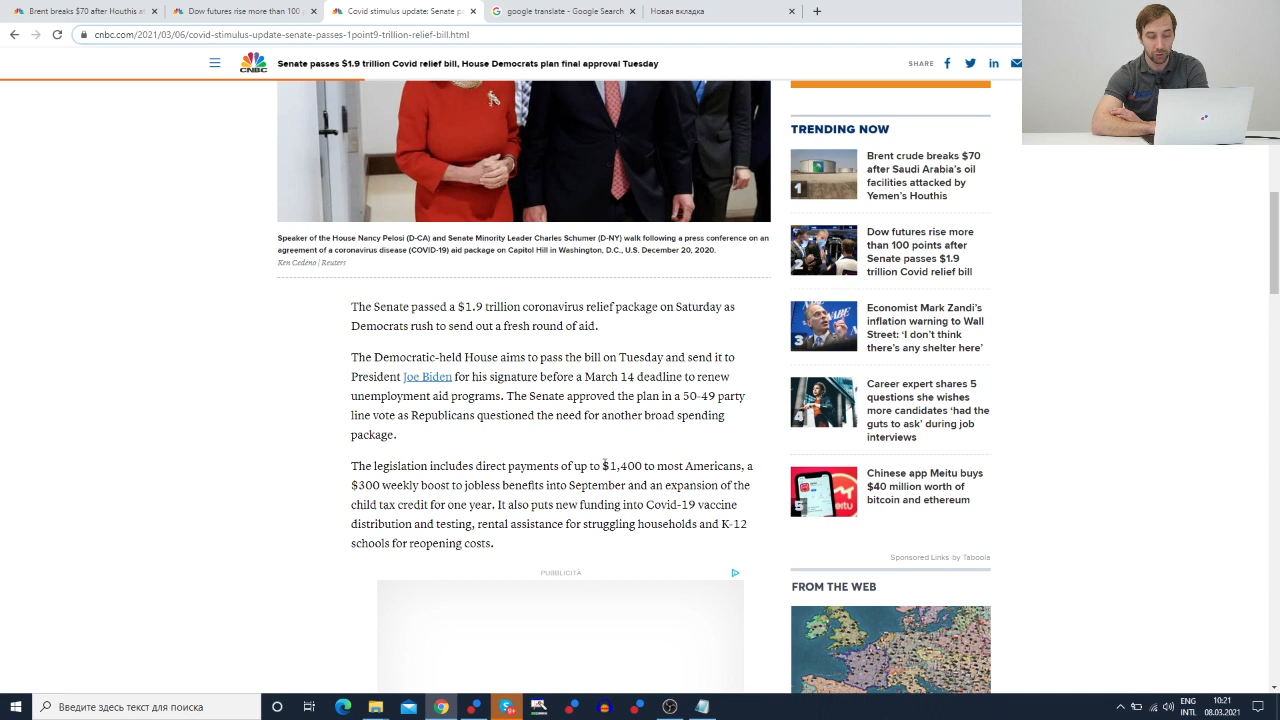 Brent breaks $70 after Houthis at
Dow futures rise more than 100
Covid stimulus update: Senate p
google translate - Google Search
Новая вкладка
cnbc.com/2021/03/06/covid-stimulus-update-senate-passes-1point9-trillion-relief-bill.html
CNBC
Senate passes $1.9 trillion Covid relief bill, House Democrats plan final approval Tuesday
SHARE
Speaker of the House Nancy Pelosi (D-CA) and Senate Minority Leader Charles Schumer (D-NY) walk following a press conference on an
agreement of a coronavirus disease (COVID-19) aid package on Capitol Hill in Washington, D.C., U.S. December 20, 2020.
Ken Cedeno | Reuters
The Senate passed a $1.9 trillion coronavirus relief package on Saturday as
Democrats rush to send out a fresh round of aid.
The Democratic-held House aims to pass the bill on Tuesday and send it to
President Joe Biden for his signature before a March 14 deadline to renew
unemployment aid programs. The Senate approved the plan in a 50-49 party
line vote as Republicans questioned the need for another broad spending
package.
The legislation includes direct payments of up to $1,400 to most Americans, a
$300 weekly boost to jobless benefits into September and an expansion of the
child tax credit for one year. It also puts new funding into Covid-19 vaccine
distribution and testing, rental assistance for struggling households and K-12
schools for reopening costs.
PUBBLICITÀ
TRENDING NOW
1
Brent crude breaks $70
after Saudi Arabia's oil
facilities attacked by
Yemen's Houthis
2
Dow futures rise more
than 100 points after
Senate passes $1.9
trillion Covid relief bill
3
Economist Mark Zandi's
inflation warning to Wall
Street: 'I don't think
there's any shelter here'
4
Career expert shares 5
questions she wishes
more candidates 'had the
guts to ask' during job
interviews
5
Chinese app Meitu buys
$40 million worth of
bitcoin and ethereum
Sponsored Links by Taboola
FROM THE WEB
Введите здесь текст для поиска
ENG
INTL
10:21
08.03.2021